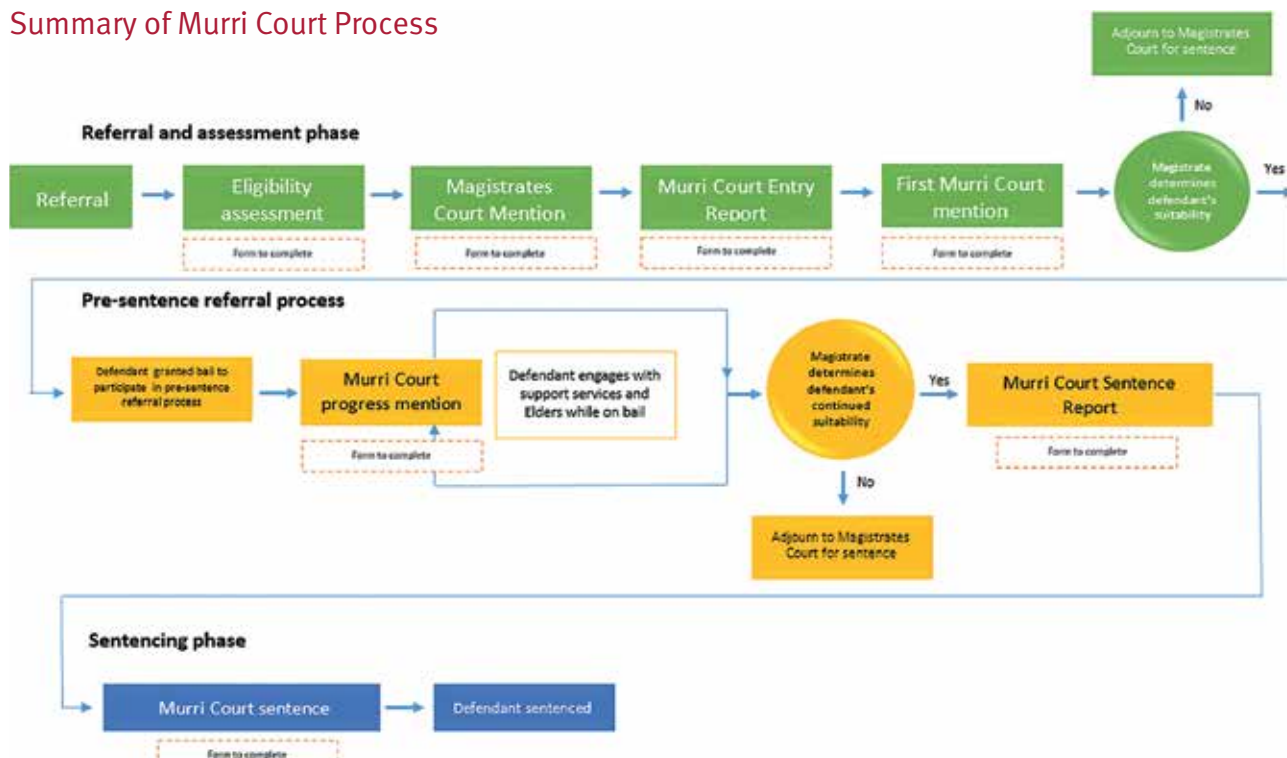 Summary of Murri Court Process
Adjourn to Magistrates
Court for sentence
No
Referral and assessment phase
Referral
Eligibility
assessment
Form to complete
Magistrates
Court Mention
Form to complete
Murri Court Entry
Report
Form to complete
First Murri Court
mention
Form to complete
Magistrate
determines
defendant's
suitability
Yes
Pre-sentence referral process
Defendant granted bail to
participate in pre-sentence
referral process
Murri Court
progress mention
Form to complete
Defendant engages with
support services and
Elders while on bail
Magistrate
determines
defendant's
continued
suitability
Yes
Murri Court Sentence
Report
Form to complete
No
Adjourn to Magistrates
Court for sentence
Sentencing phase
Murri Court sentence
Form to complete
Defendant sentenced